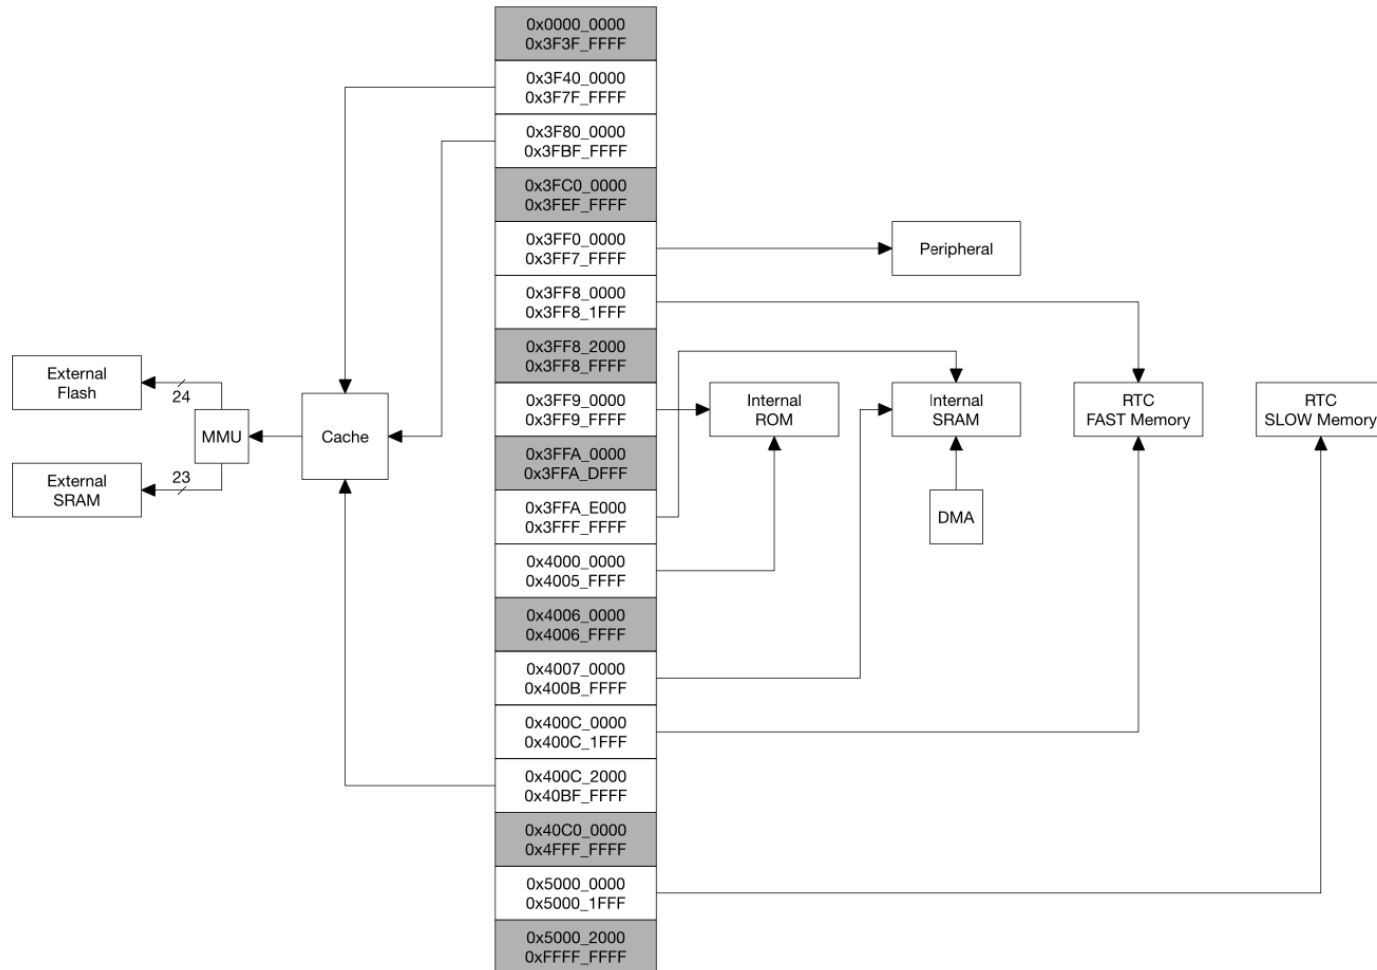 0x0000_0000
0x3F3F_FFFF
0x3F40_0000
0x3F7F_FFFF
0x3F80_0000
0x3FBF_FFFF
0x3FC0_0000
0x3FEF_FFFF
0x3FF0_0000
0x3FF7_FFFF
Peripheral
0x3FF8_0000
0x3FF8_1FFF
0x3FF8_2000
0x3FF8_FFFF
External
Flash
24
MMU
Cache
External
SRAM
23
0x3FF9_0000
0x3FF9_FFFF
Internal
ROM
Internal
SRAM
RTC
FAST Memory
RTC
SLOW Memory
0x3FFA_0000
0x3FFA_DFFF
0x3FFA_E000
0x3FFF_FFFF
DMA
0x4000_0000
0x4005_FFFF
0x4006_0000
0x4006_FFFF
0x4007_0000
0x400B_FFFF
0x400C_0000
0x400C_1FFF
0x400C_2000
0x40BF_FFFF
0x40C0_0000
0x4FFF_FFFF
0x5000_0000
0x5000_1FFF
0x5000_2000
0xFFFF_FFFF